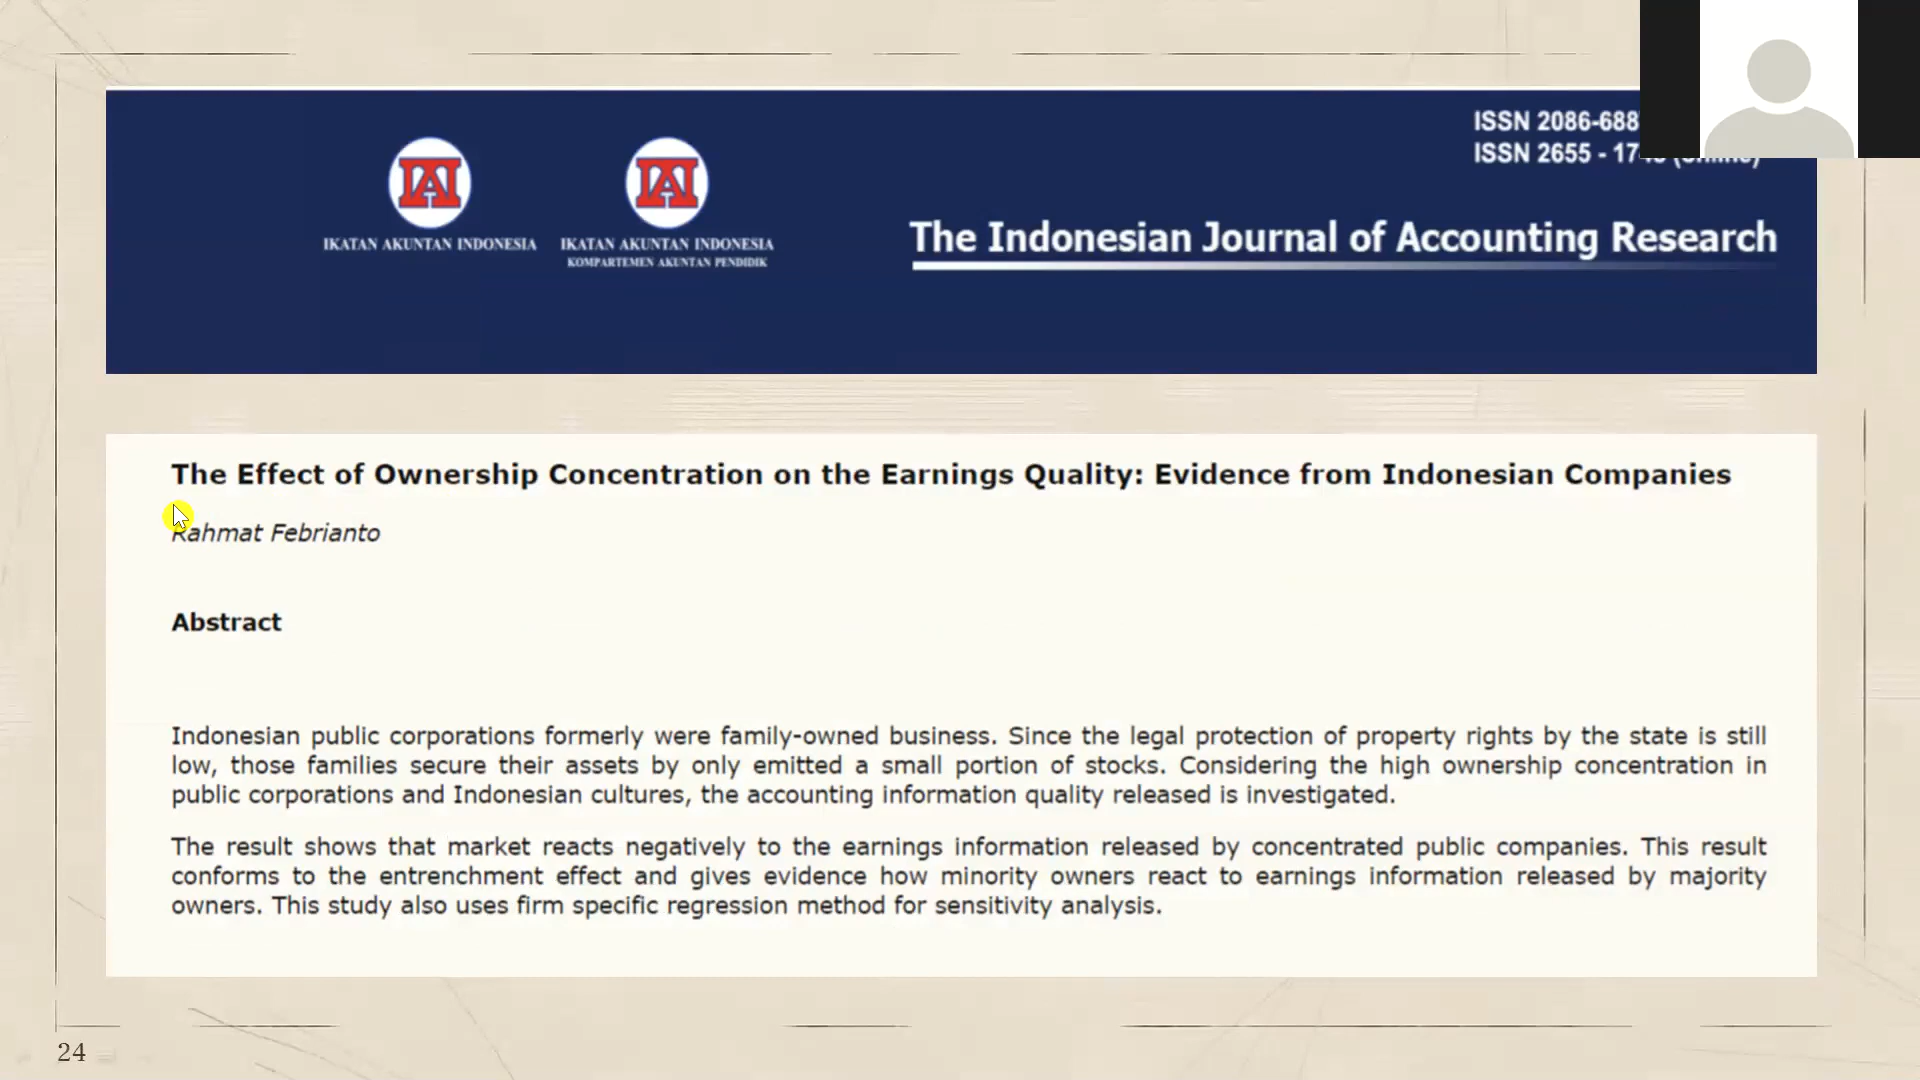 ISSN 2086-688
ISSN 2655 - 17 (online)
IAI
IAI
IKATAN AKUNTAN INDONESIA
IKATAN AKUNTAN INDONESIA
KOMPARTEMEN AKUNTAN PENDIDIK
The Indonesian Journal of Accounting Research
The Effect of Ownership Concentration on the Earnings Quality: Evidence from Indonesian Companies
Rahmat Febrianto
Abstract
Indonesian public corporations formerly were family-owned business. Since the legal protection of property rights by the state is still
low, those families secure their assets by only emitted a small portion of stocks. Considering the high ownership concentration in
public corporations and Indonesian cultures, the accounting information quality released is investigated.
The result shows that market reacts negatively to the earnings information released by concentrated public companies. This result
conforms to the entrenchment effect and gives evidence how minority owners react to earnings information released by majority
owners. This study also uses firm specific regression method for sensitivity analysis.
24